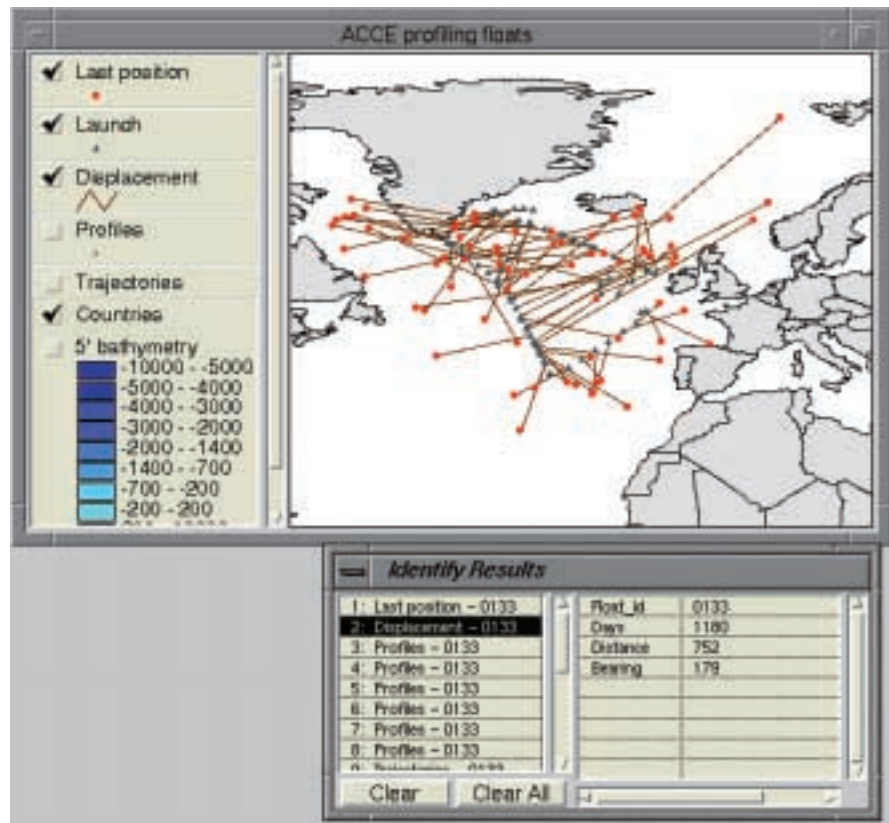 ACCE profiling floats
Last position
Launch
Displacement
Profiles
Trajectories
Countries
5' bathymetry
-10000 - -5000
-5000 - -4000
-4000 - -3000
-3000 - -2000
-2000 - -1400
-1400 - -700
-700 - -200
-200 - 200
Identify Results
1: Last position - 0133
2: Displacement - 0133
3: Profiles - 0133
4: Profiles - 0133
5: Profiles - 0133
6: Profiles - 0133
7: Profiles - 0133
8: Profiles - 0133
Float_id 0133
Days 1180
Distance 752
Bearing 179
Clear Clear All